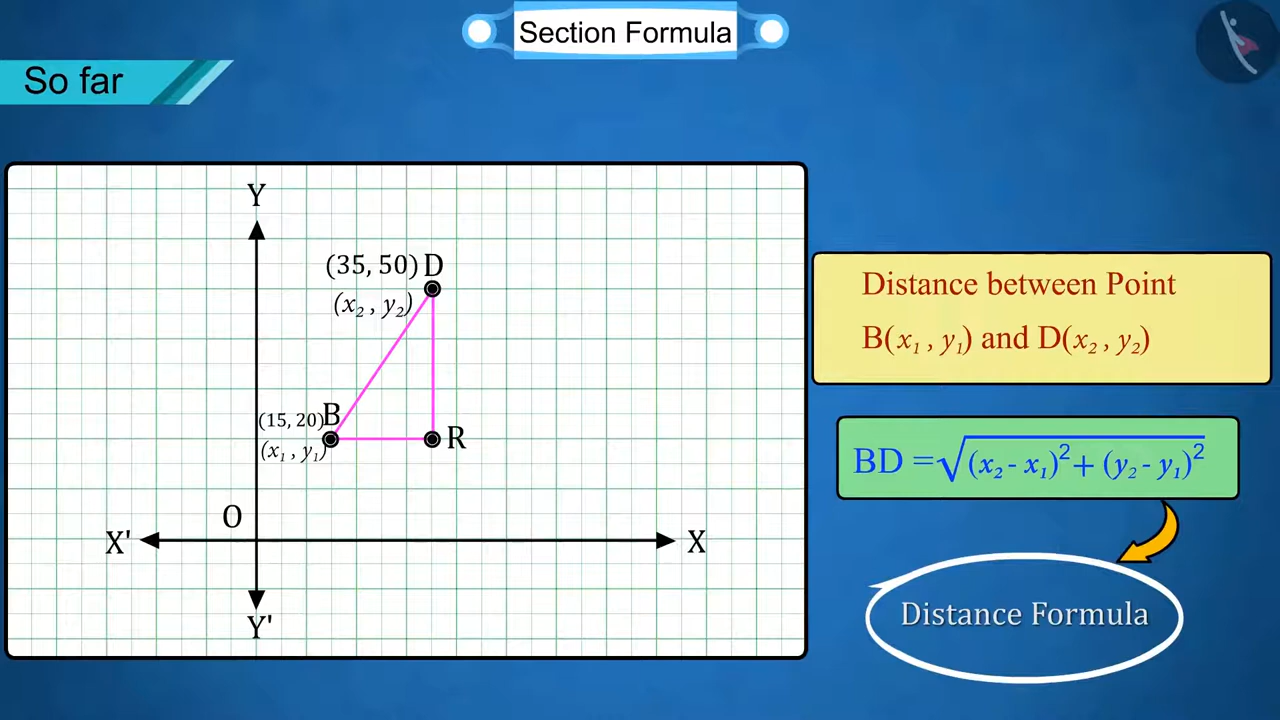 Section Formula
So far
Y
(35, 50) D
(x₂ , y₂)
(15, 20) B
(x₁ , y₁)
R
O
X' X
Y'
Distance between Point
B(x₁ , y₁) and D(x₂ , y₂)
BD =√(x₂ - x₁)² + (y₂ - y₁)²
Distance Formula